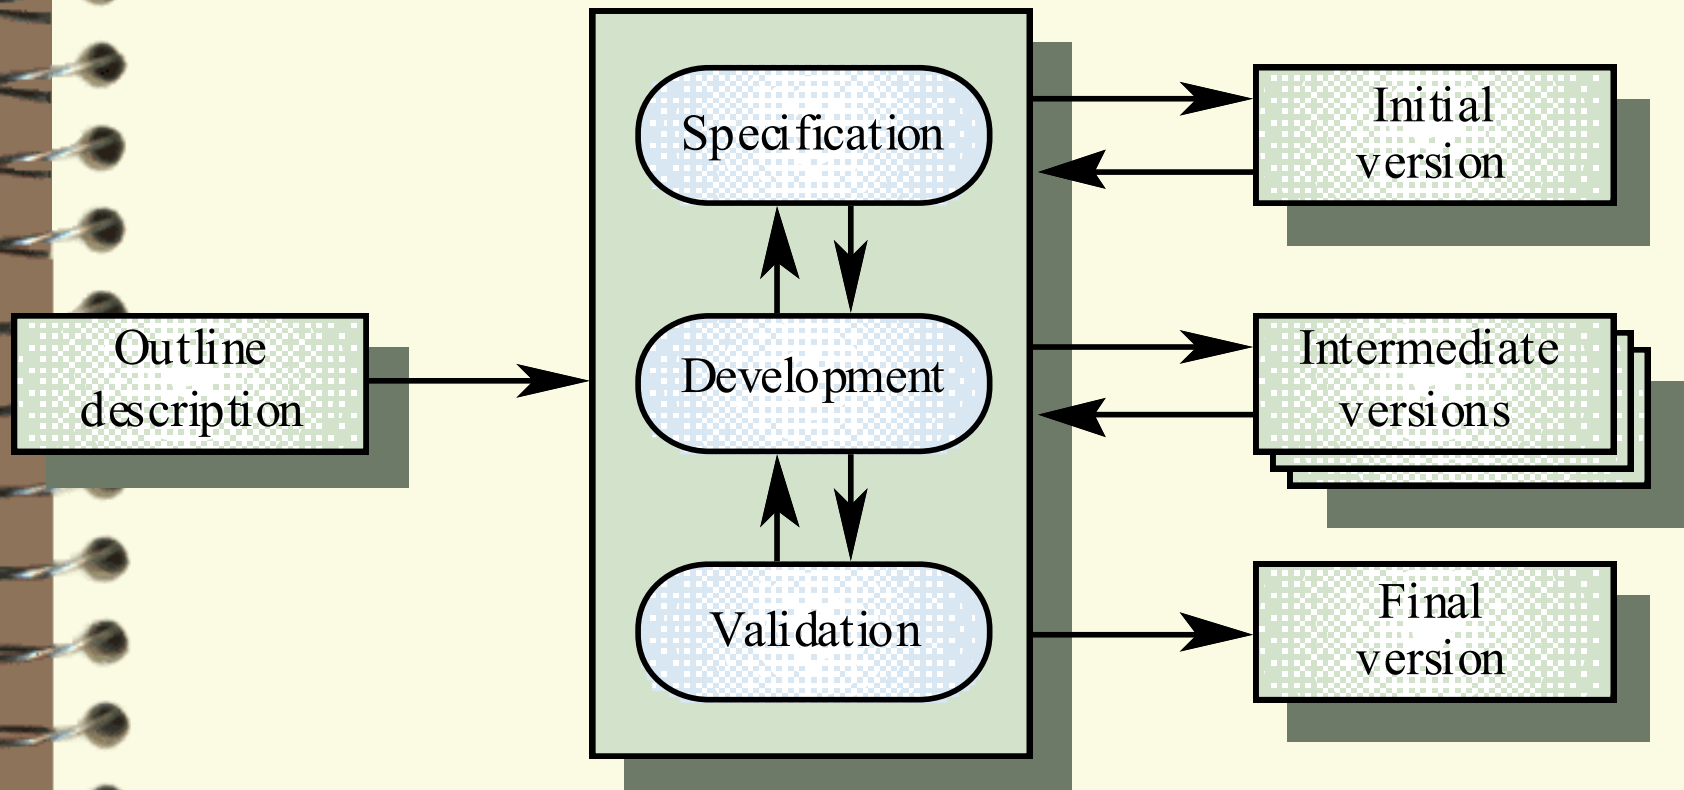 Outline
description
Specification
Development
Validation
Initial
version
Intermediate
versions
Final
version